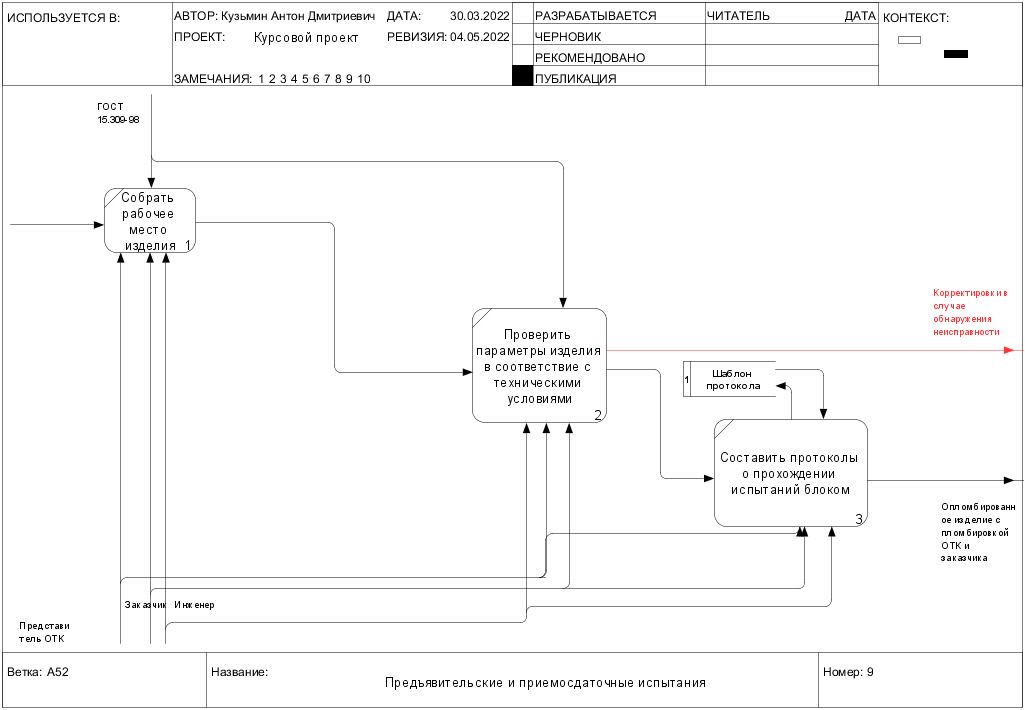 ИСПОЛЬЗУЕТСЯ В:
АВТОР: Кузьмин Антон Дмитриевич
ДАТА: 30.03.2022
ПРОЕКТ: Курсовой проект
РЕВИЗИЯ: 04.05.2022
ЗАМЕЧАНИЯ: 1 2 3 4 5 6 7 8 9 10
РАЗРАБАТЫВАЕТСЯ
ЧЕРНОВИК
РЕКОМЕНДОВАНО
ПУБЛИКАЦИЯ
ЧИТАТЕЛЬ
ДАТА
КОНТЕКСТ:
ГОСТ
15.309-98
Собрать
рабочее
место
изделия 1
Проверить
параметры изделия
в соответствие с
техническими
условиями
2
Корректировки в
случае
обнаружения
неисправности
1
Шаблон
протокола
Составить протоколы
о прохождении
испытаний блоком
3
Опломбированн
ое изделие с
пломбировкой
ОТК и
заказчика
Заказчик
Инженер
Представи
тель ОТК
Ветка: A52
Название:
Предъявительские и приемосдаточные испытания
Номер: 9